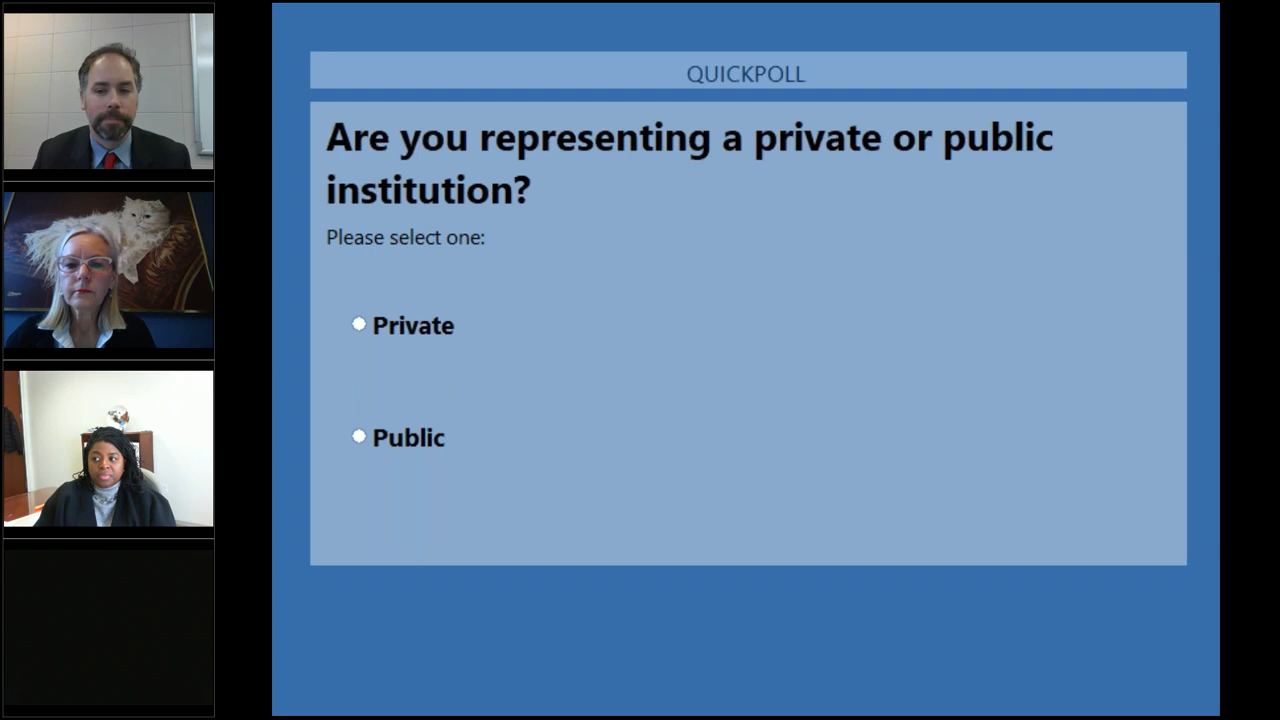 QUICKPOLL
Are you representing a private or public
institution?
Please select one:
Private
Public